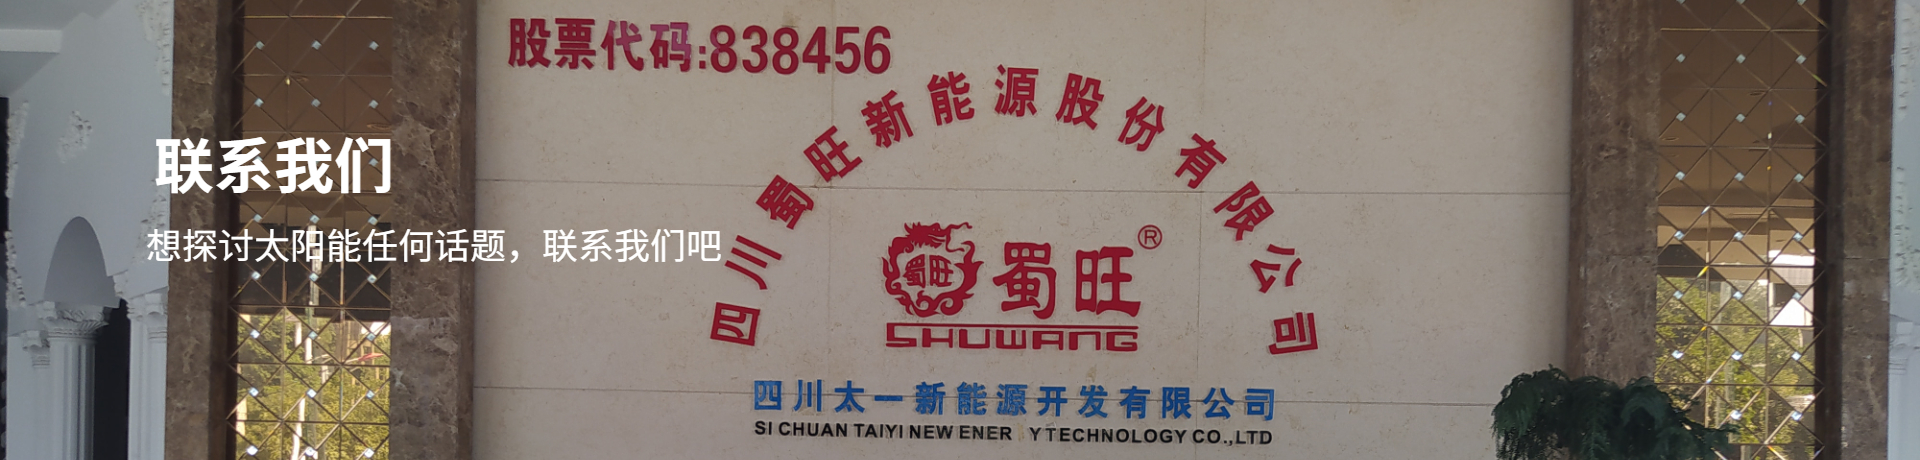 股票代码:838456
四川蜀旺新能源股份有限公司
联系我们
想探讨太阳能任何话题，联系我们吧
蜀旺
蜀旺®
SHUWANG
四川太一新能源开发有限公司
SI CHUAN TAIYI NEW ENER Y TECHNOLOGY CO.,LTD